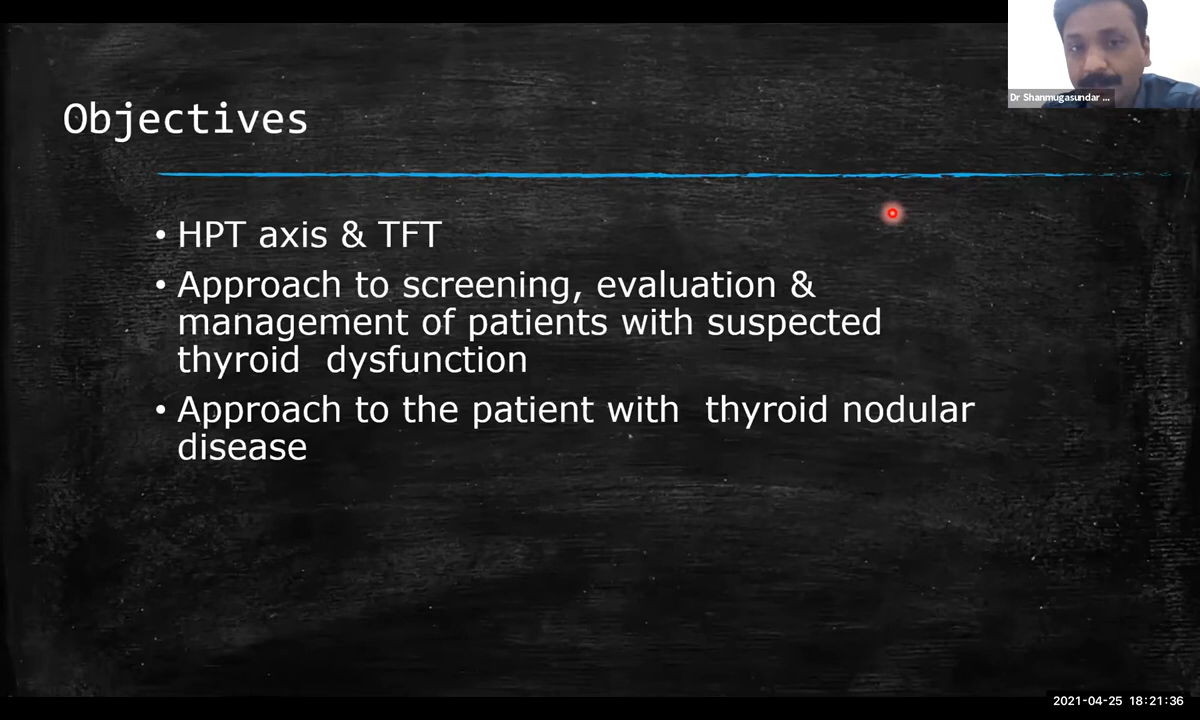 Dr Shanmugasundar ...
Objectives
• HPT axis & TFT
• Approach to screening, evaluation &
management of patients with suspected
thyroid  dysfunction
• Approach to the patient with  thyroid nodular
disease
2021-04-25 18:21:36